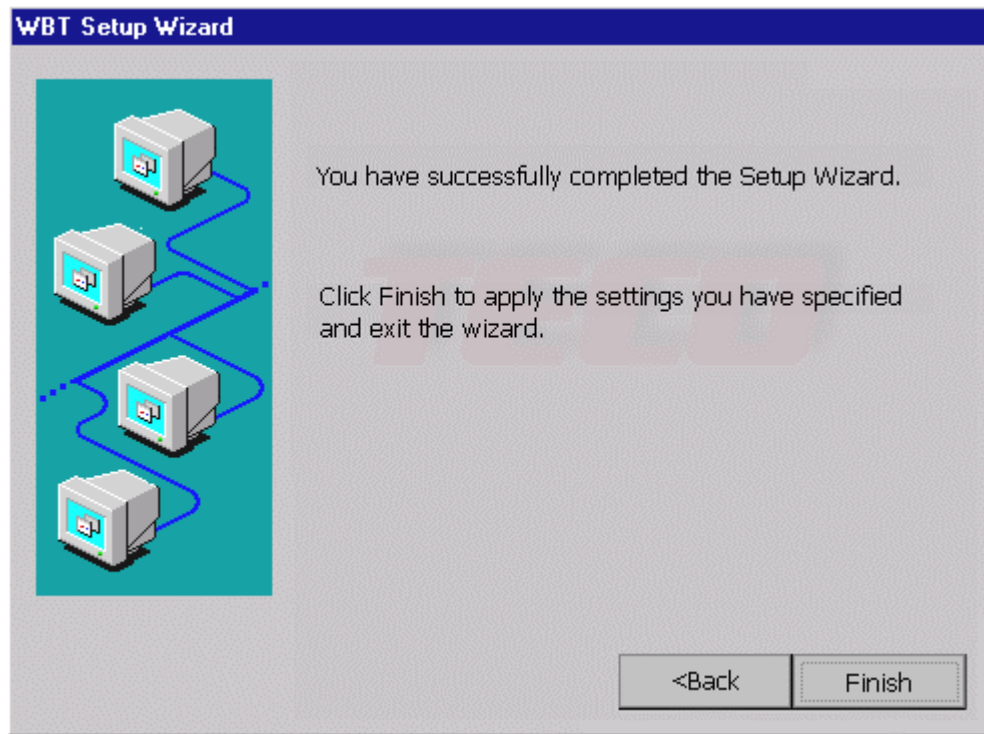 WBT Setup Wizard
You have successfully completed the Setup Wizard.
TECO
Click Finish to apply the settings you have specified
and exit the wizard.
<Back
Finish